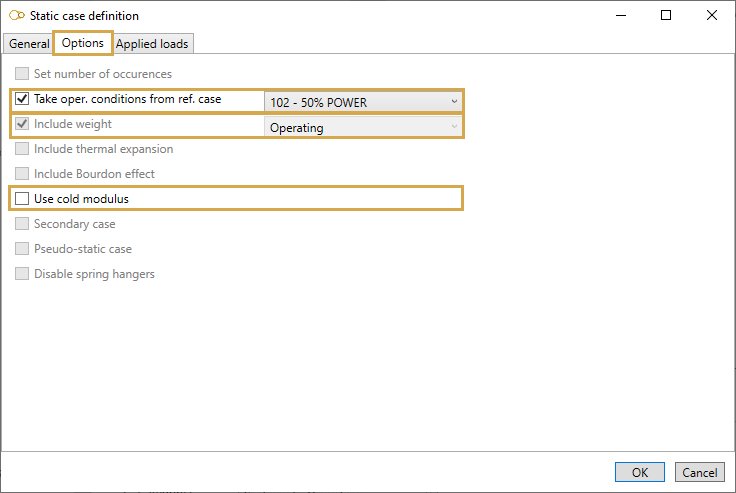 Static case definition
General Options Applied loads
Set number of occurences
Take oper. conditions from ref. case 102 - 50% POWER
Include weight Operating
Include thermal expansion
Include Bourdon effect
Use cold modulus
Secondary case
Pseudo-static case
Disable spring hangers
OK Cancel